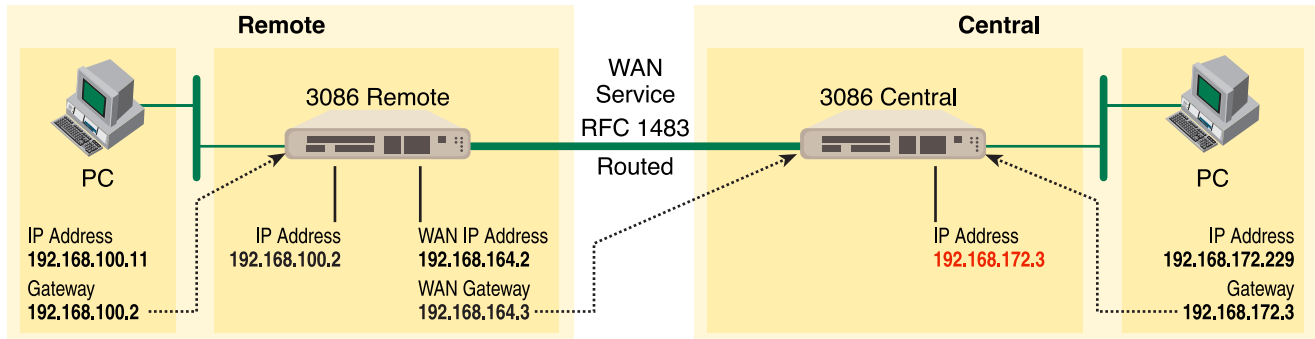 Remote
Central
3086 Remote
WAN
Service
RFC 1483
Routed
3086 Central
PC
PC
IP Address
192.168.100.11
Gateway
192.168.100.2
IP Address
192.168.100.2
WAN IP Address
192.168.164.2
WAN Gateway
192.168.164.3
IP Address
192.168.172.3
IP Address
192.168.172.229
Gateway
192.168.172.3